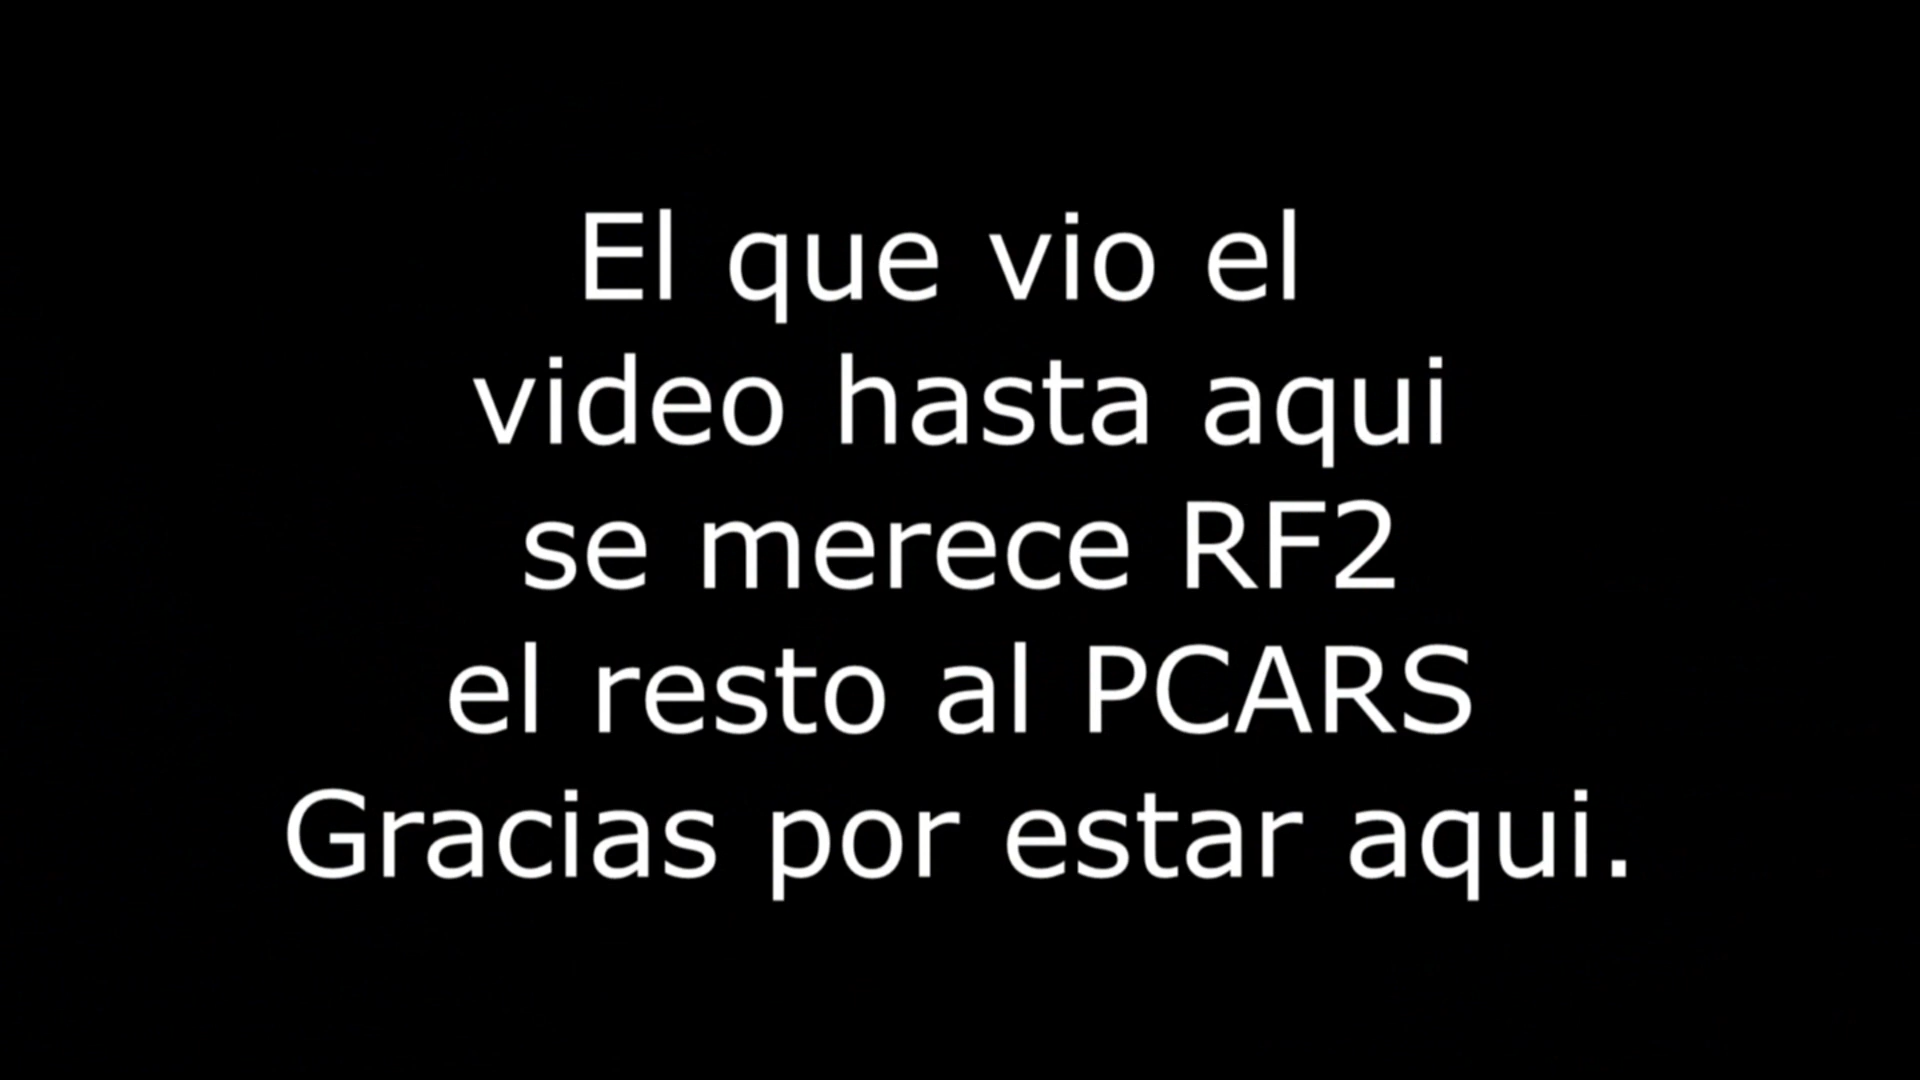 El que vio el
video hasta aqui
se merece RF2
el resto al PCARS
Gracias por estar aqui.